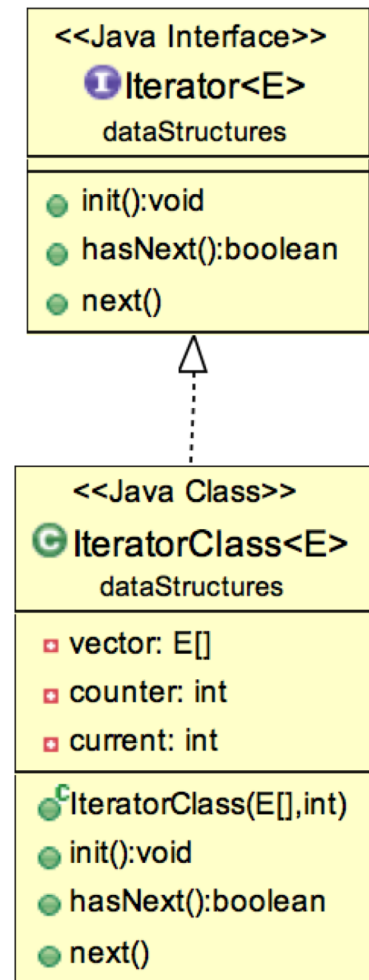 <<Java Interface>>
I Iterator<E>
dataStructures
init():void
hasNext():boolean
next()
<<Java Class>>
C IteratorClass<E>
dataStructures
vector: E[]
counter: int
current: int
C IteratorClass(E[],int)
init():void
hasNext():boolean
next()